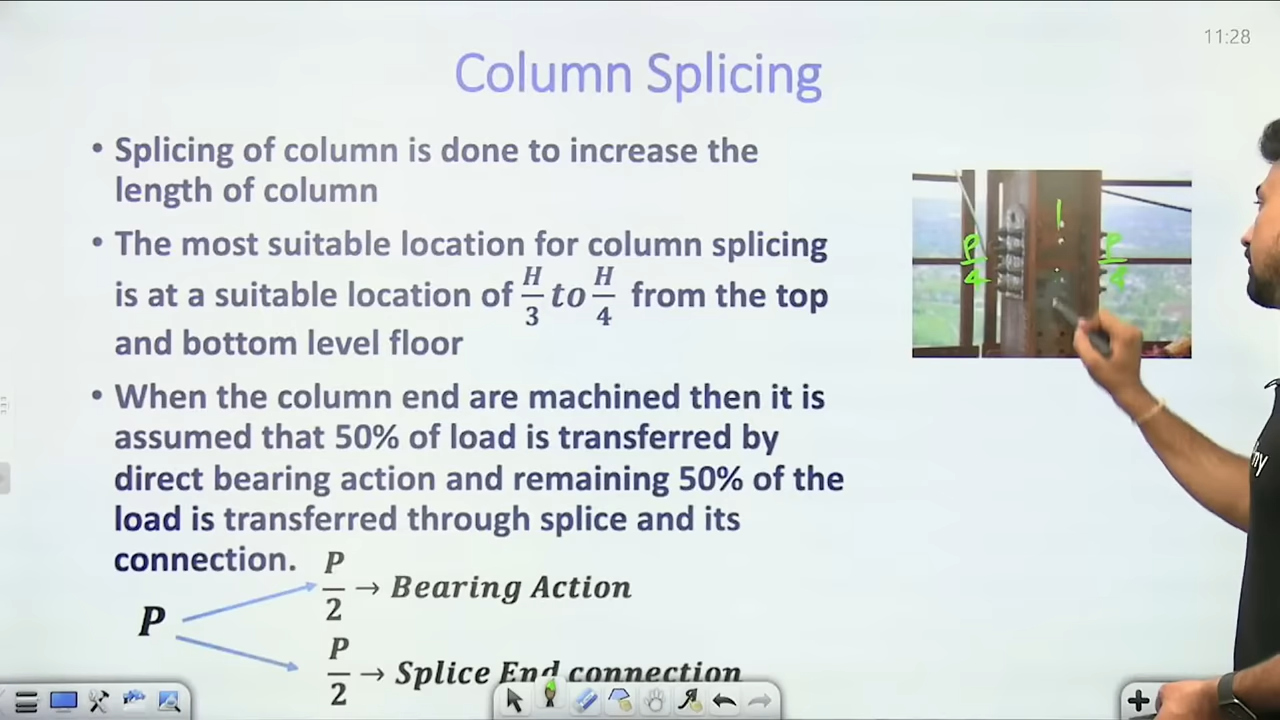 11:28
Column Splicing
• Splicing of column is done to increase the
length of column
• The most suitable location for column splicing
is at a suitable location of H/3 to H/4 from the top
and bottom level floor
• When the column end are machined then it is
assumed that 50% of load is transferred by
direct bearing action and remaining 50% of the
load is transferred through splice and its
connection.
P
P/2 → Bearing Action
P/2 → Splice End connection
P/4
P/4